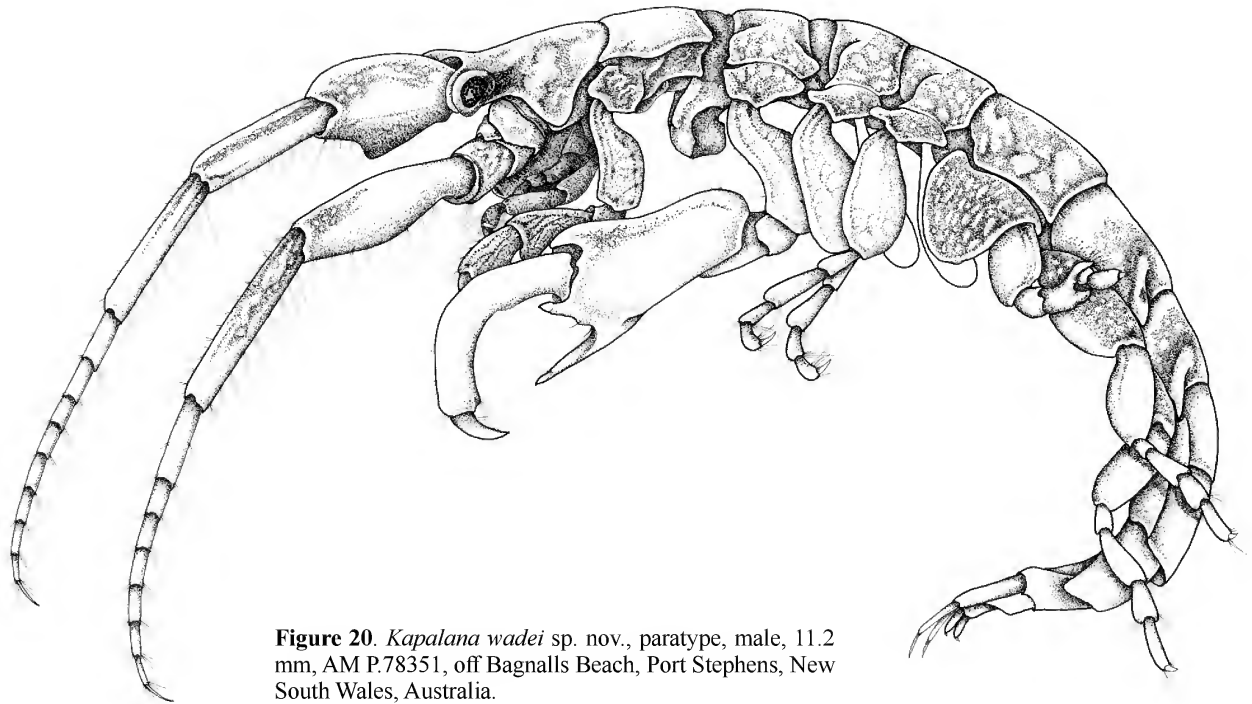 Figure 20. Kapalana wadei sp. nov., paratype, male, 11.2
mm, AM P.78351, off Bagnalls Beach, Port Stephens, New
South Wales, Australia.